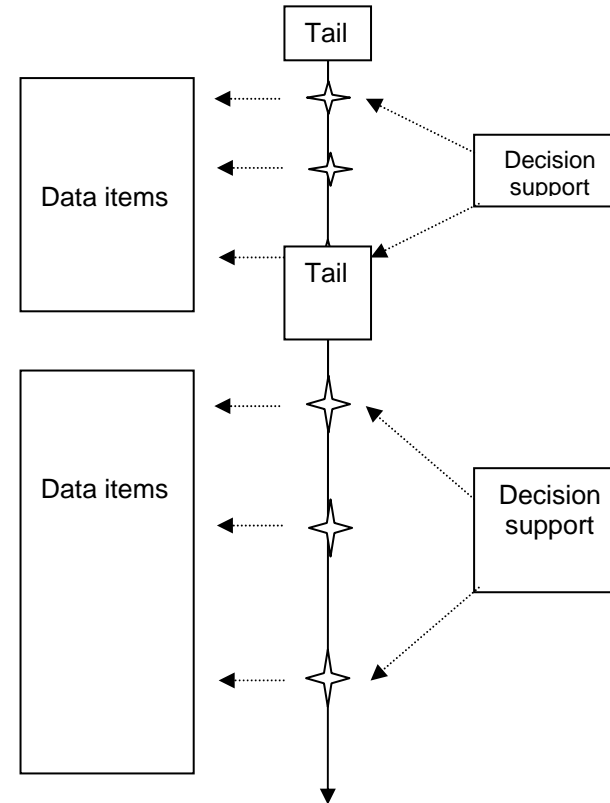 Tail
Decision
support
Data items
Tail
Data items
Decision
support